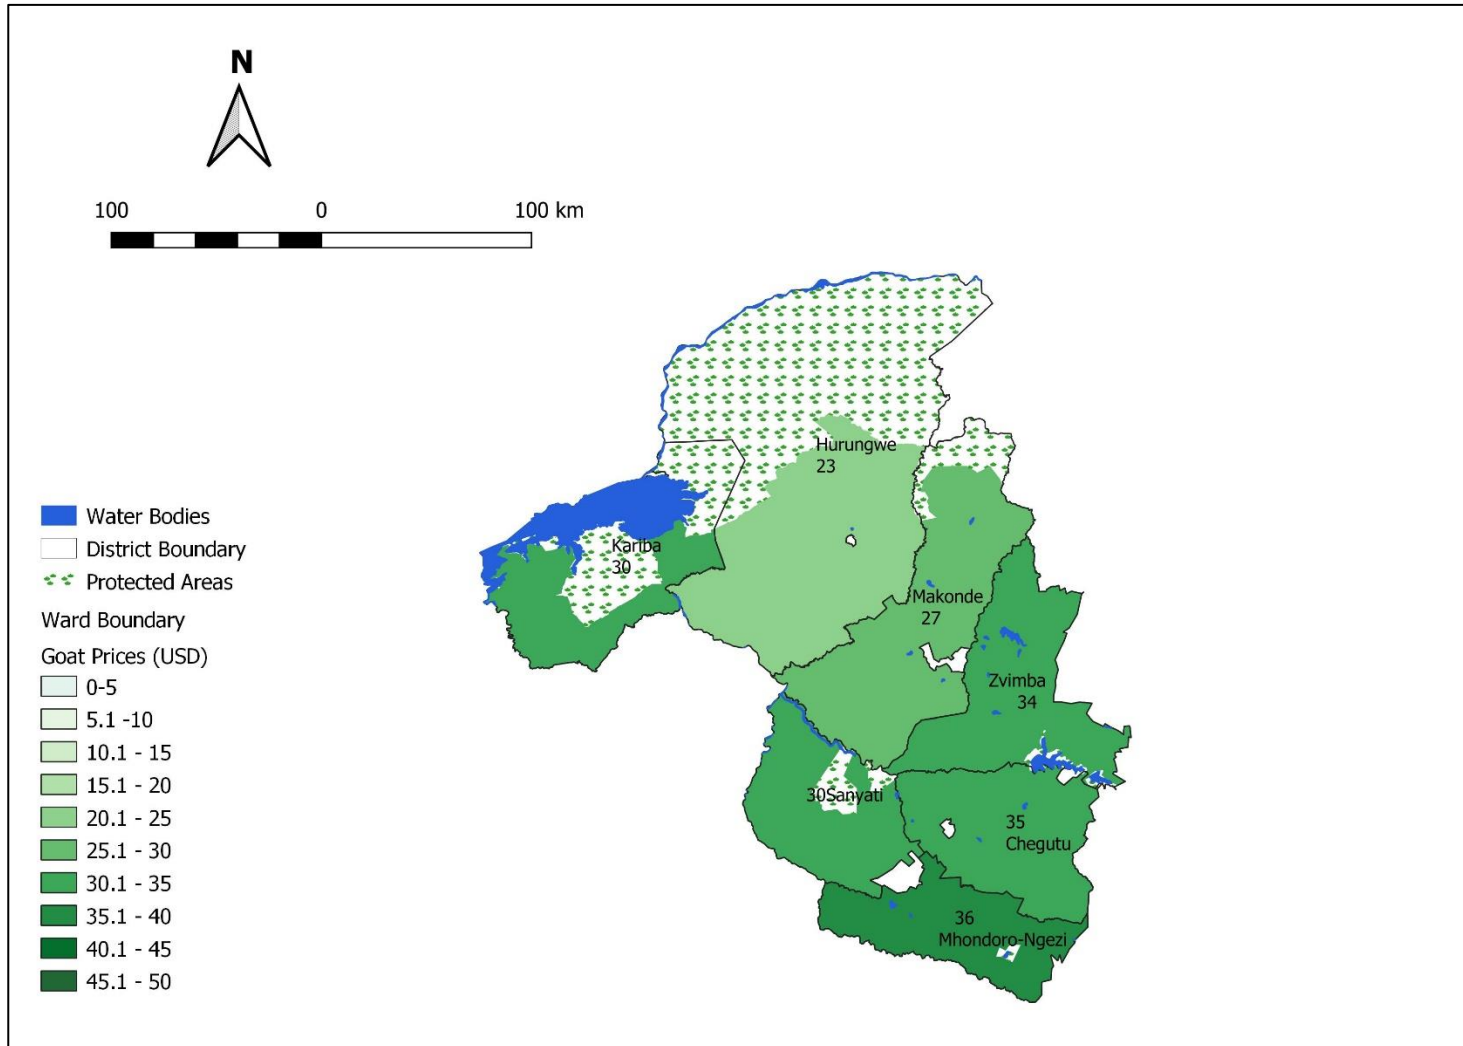 N
100 0 100 km
Water Bodies
District Boundary
Protected Areas
Ward Boundary
Goat Prices (USD)
0-5
5.1 -10
10.1 - 15
15.1 - 20
20.1 - 25
25.1 - 30
30.1 - 35
35.1 - 40
40.1 - 45
45.1 - 50
Hurungwe
23
Kariba
30
Makonde
27
Zvimba
34
30Sanyati
35
Chegutu
36
Mhondoro-Ngezi